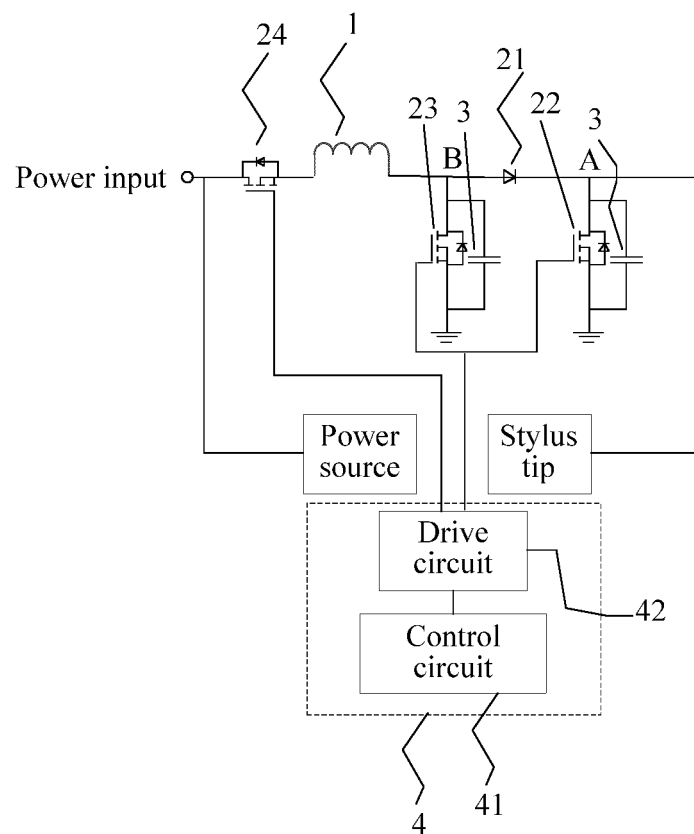 1
24
21
23
3
22
3
B
A
Power input
Power
source
Stylus
tip
Drive
circuit
42
Control
circuit
4
41